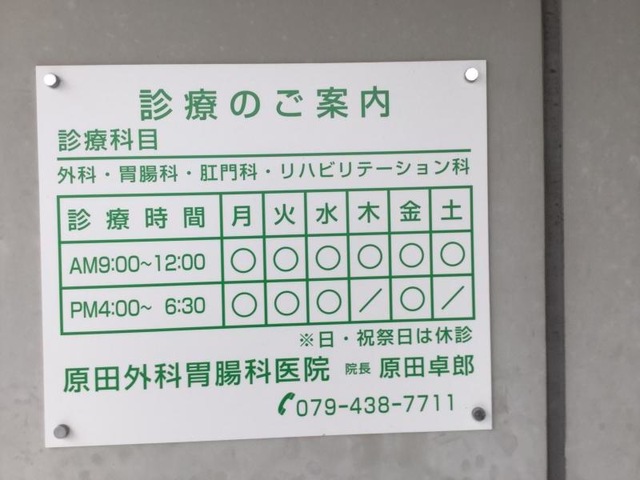 診療のご案内
診療科目
外科・胃腸科・肛門科・リハビリテーション科
診療時間 月 火 水 木 金 土
AM9:00~12:00 ○ ○ ○ ○ ○ ○
PM4:00~ 6:30 ○ ○ ○ / ○ /
※日・祝祭日は休診
原田外科胃腸科医院 院長 原田卓郎
079-438-7711